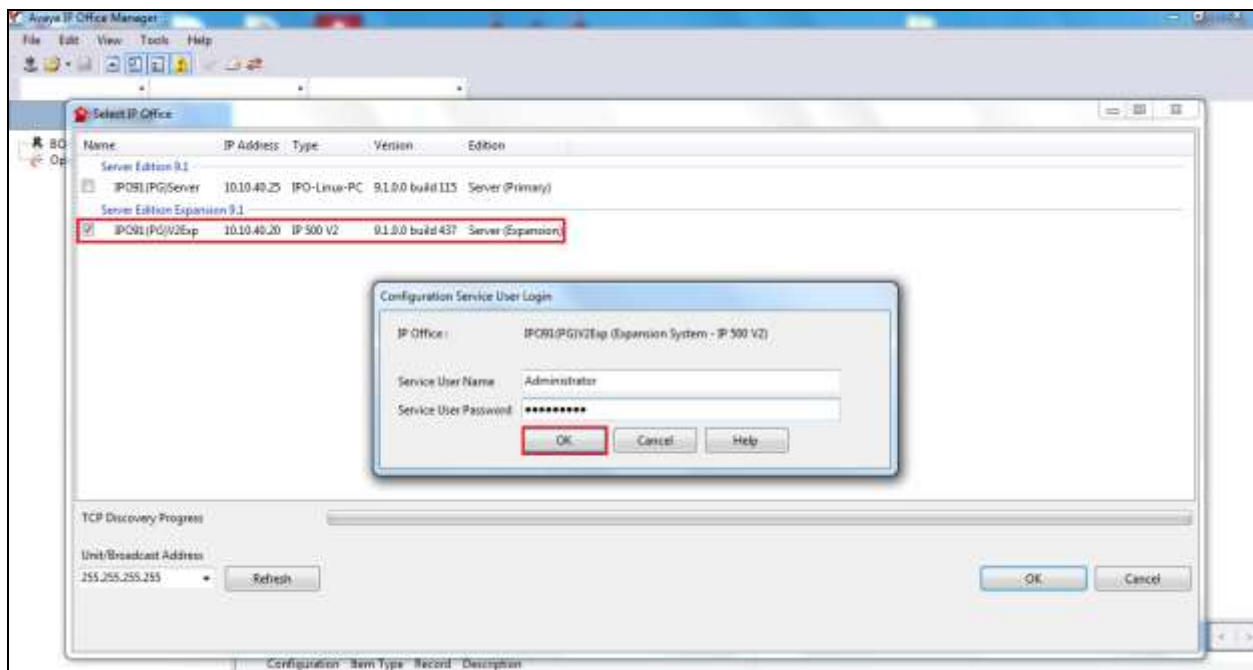 Avaya IP Office Manager
File Edit View Tools Help
Select IP Office
Name IP Address Type Version Edition
Server Edition 9.1
IPO91(PG)Server 10.10.40.25 IPO-Linux-PC 9.1.0.0 build 115 Server (Primary)
Server Edition Expansion 9.1
IPO91(PG)V2Exp 10.10.40.20 IP 500 V2 9.1.0.0 build 437 Server (Expansion)
Configuration Service User Login
IP Office : IPO91(PG)V2Exp (Expansion System - IP 500 V2)
Service User Name Administrator
Service User Password
OK Cancel Help
TCP Discovery Progress
Unit/Broadcast Address
255.255.255.255 Refresh OK Cancel
Configuration Item Type Record Description